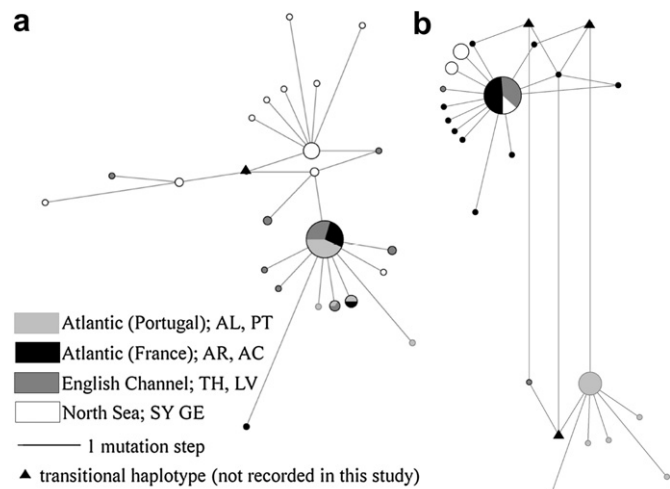 a
b
Atlantic (Portugal); AL, PT
Atlantic (France); AR, AC
English Channel; TH, LV
North Sea; SY GE
1 mutation step
transitional haplotype (not recorded in this study)